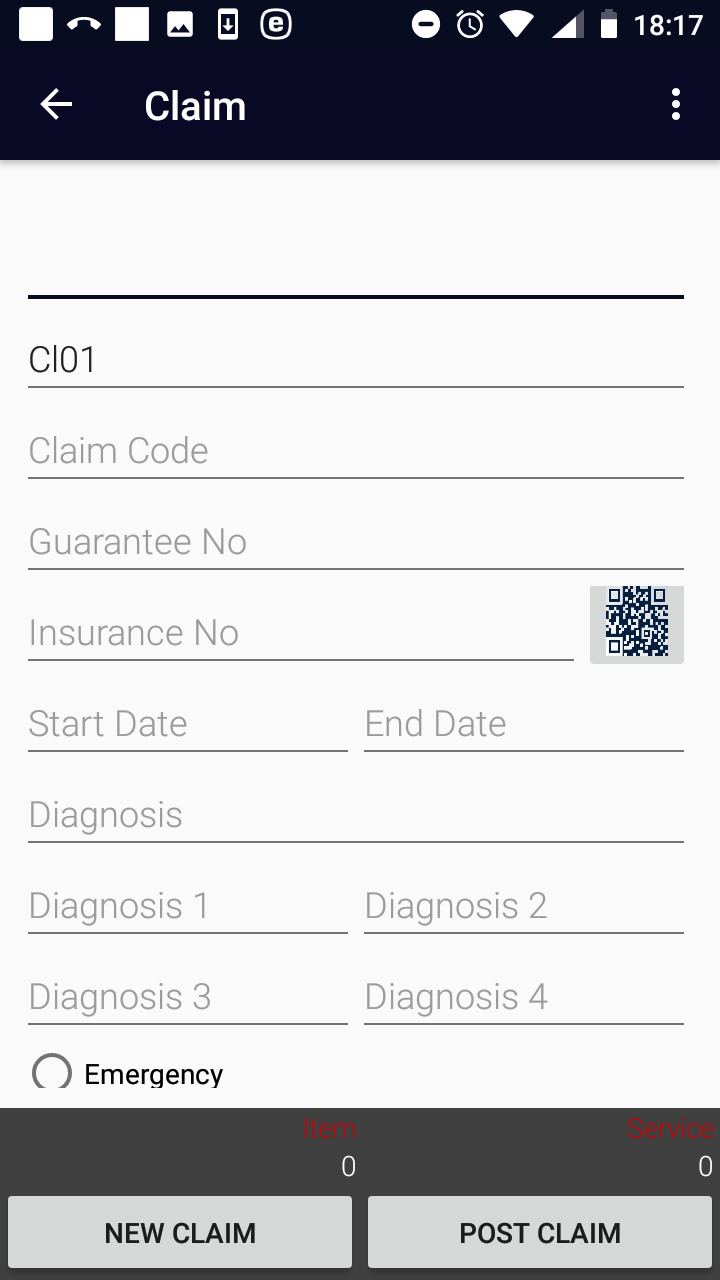 18:17
Claim
Cl01
Claim Code
Guarantee No
Insurance No
Start Date End Date
Diagnosis
Diagnosis 1 Diagnosis 2
Diagnosis 3 Diagnosis 4
Emergency
Item Service
0 0
NEW CLAIM POST CLAIM